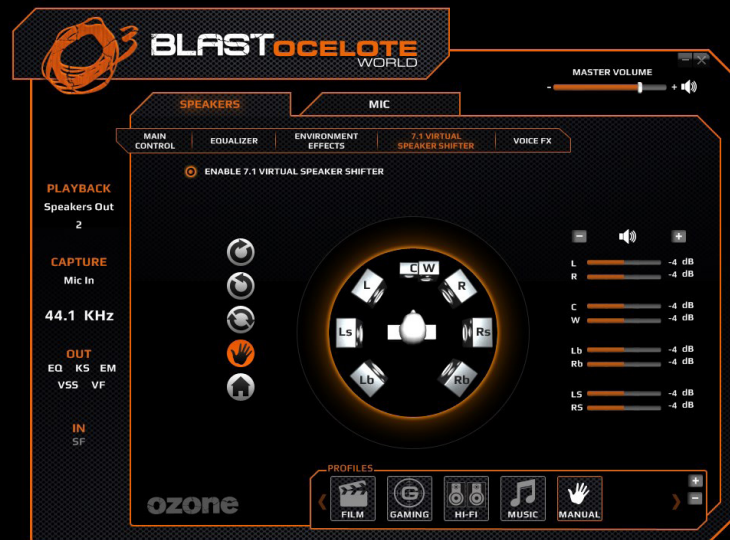 O3
BLAST OCELOTE
WORLD
MASTER VOLUME
- +
SPEAKERS
MIC
MAIN CONTROL
EQUALIZER
ENVIRONMENT EFFECTS
7.1 VIRTUAL SPEAKER SHIFTER
VOICE FX
ENABLE 7.1 VIRTUAL SPEAKER SHIFTER
PLAYBACK
Speakers Out
2
CAPTURE
Mic In
44.1 KHz
OUT
EQ KS EM
VSS VF
IN
SF
C W
L R
Ls Rs
Lb Rb
- +
L -4 dB
R -4 dB
C -4 dB
W -4 dB
Lb -4 dB
Rb -4 dB
LS -4 dB
RS -4 dB
ozone
PROFILES
FILM
G
GAMING
HI-FI
MUSIC
MANUAL
+
-